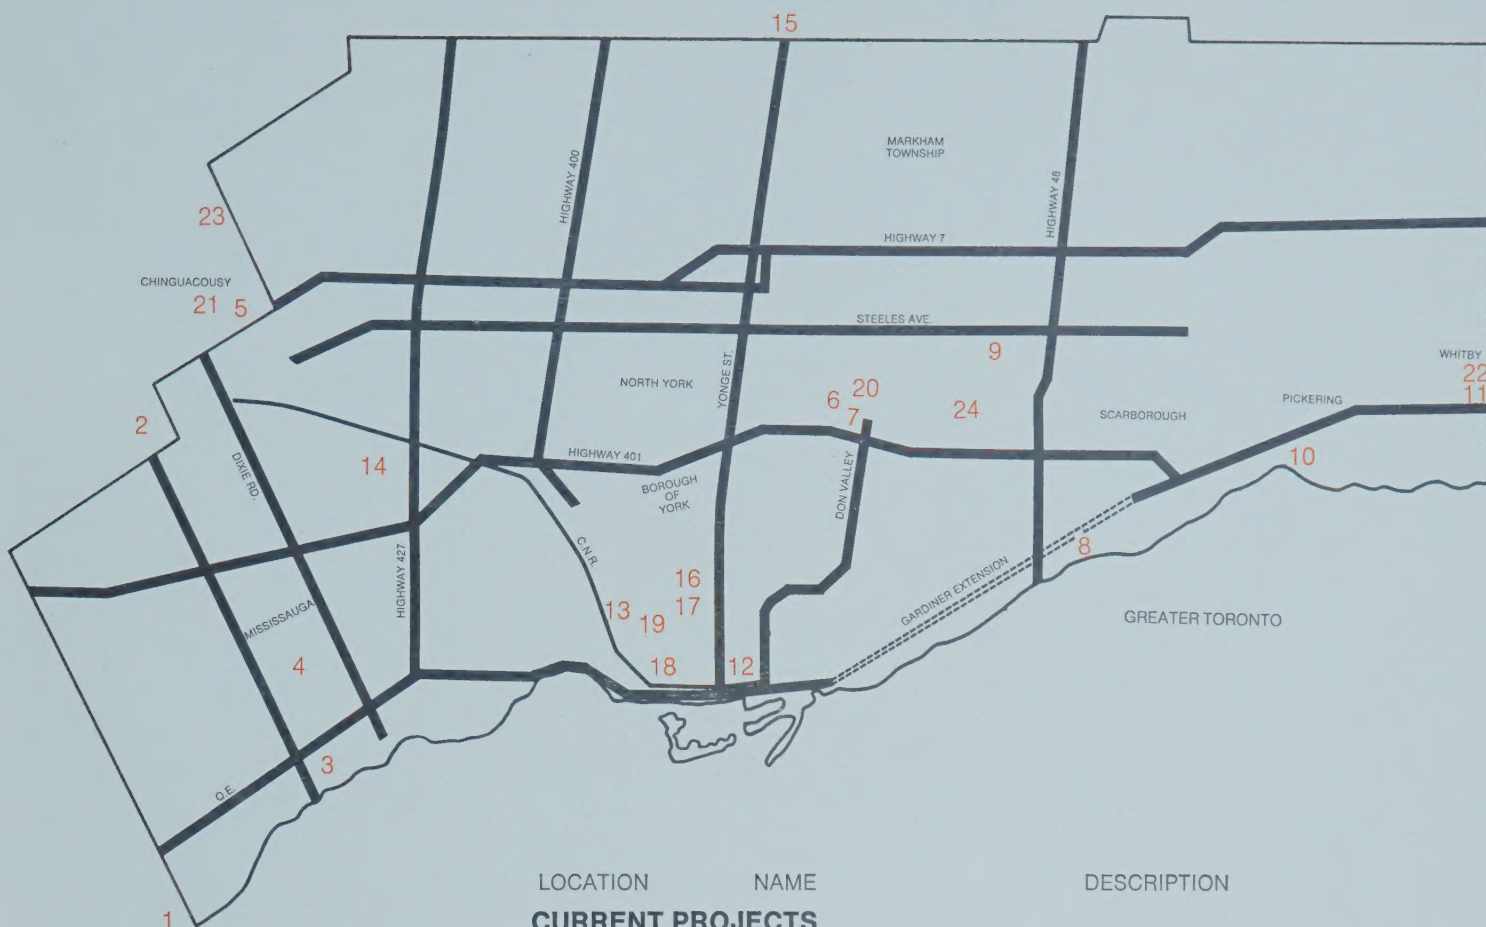 15
MARKHAM
TOWNSHIP
HIGHWAY 400
HIGHWAY 48
23
HIGHWAY 7
CHINGUACOUSY
21 5
STEELES AVE.
9
WHITBY
22
11
NORTH YORK
YONGE ST.
20
6
7
24
PICKERING
SCARBOROUGH
2
DIXIE RD.
14
HIGHWAY 401
BOROUGH
OF
YORK
DON VALLEY
10
C.N.R.
8
HIGHWAY 427
16
17
13
19
GARDINER EXTENSION
GREATER TORONTO
MISSISSAUGA
4
18
12
3
Q.E.
1
LOCATION NAME DESCRIPTION
CURRENT PROJECTS